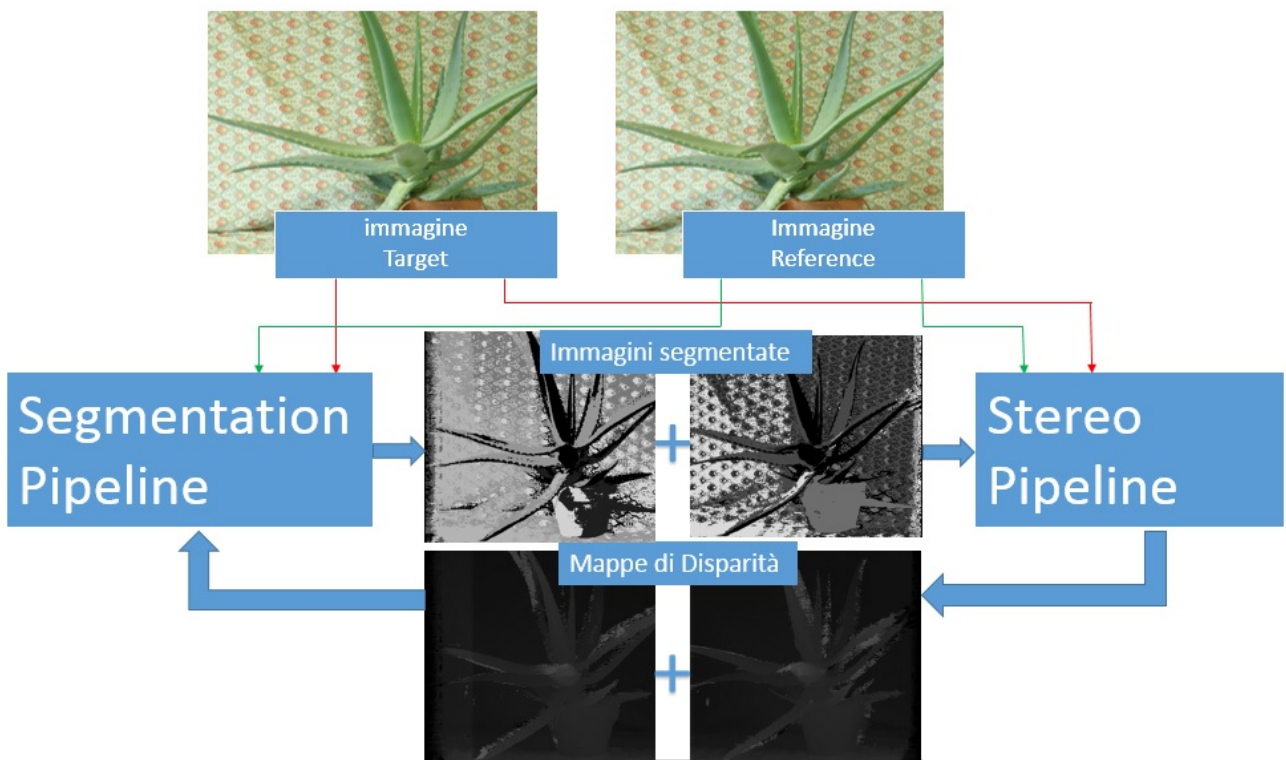 immagine
Target
Immagine
Reference
Immagini segmentate
Segmentation
Pipeline
Stereo
Pipeline
Mappe di Disparità